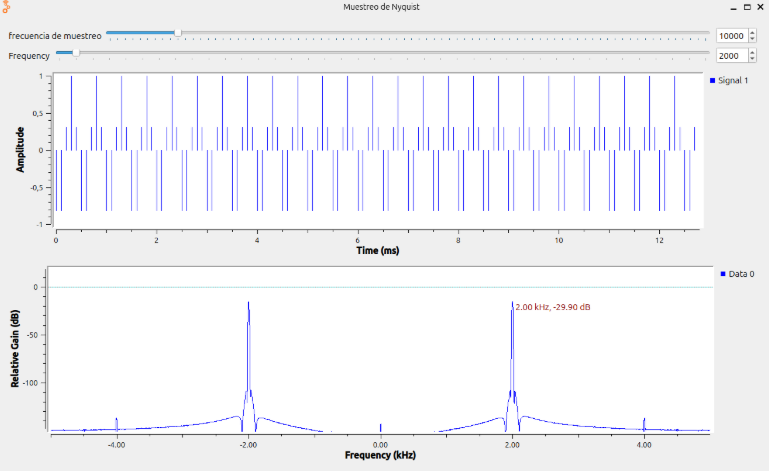 Muestreo de Nyquist
frecuencia de muestreo
10000
Frequency
2000
1
0,5
0
-0,5
-1
Amplitude
Signal 1
0 2 4 6 8 10 12
Time (ms)
0
-50
-100
Relative Gain (dB)
Data 0
2.00 kHz, -29.90 dB
-4.00 -2.00 0.00 2.00 4.00
Frequency (kHz)